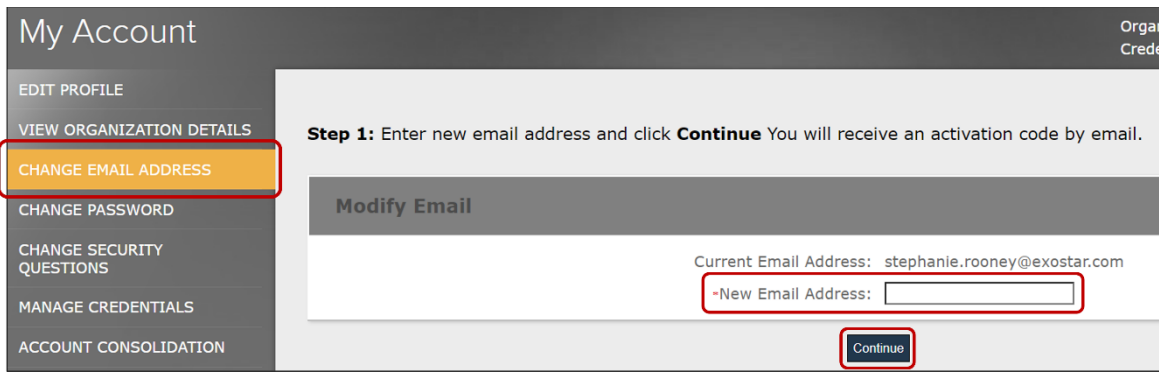 My Account
Organ
Crede
EDIT PROFILE
VIEW ORGANIZATION DETAILS
CHANGE EMAIL ADDRESS
CHANGE PASSWORD
CHANGE SECURITY
QUESTIONS
MANAGE CREDENTIALS
ACCOUNT CONSOLIDATION
Step 1: Enter new email address and click Continue You will receive an activation code by email.
Modify Email
Current Email Address: stephanie.rooney@exostar.com
*New Email Address:
Continue